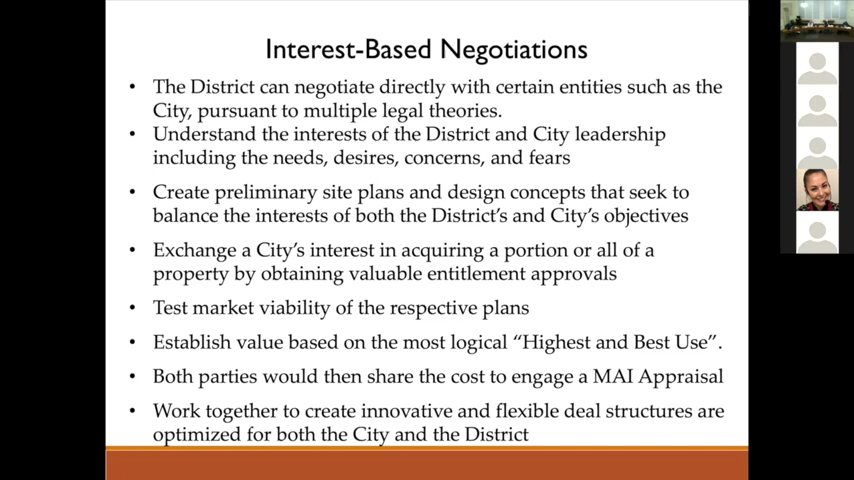 Interest-Based Negotiations
• The District can negotiate directly with certain entities such as the
City, pursuant to multiple legal theories.
• Understand the interests of the District and City leadership
including the needs, desires, concerns, and fears
• Create preliminary site plans and design concepts that seek to
balance the interests of both the District's and City's objectives
• Exchange a City's interest in acquiring a portion or all of a
property by obtaining valuable entitlement approvals
• Test market viability of the respective plans
• Establish value based on the most logical “Highest and Best Use”.
• Both parties would then share the cost to engage a MAI Appraisal
• Work together to create innovative and flexible deal structures are
optimized for both the City and the District